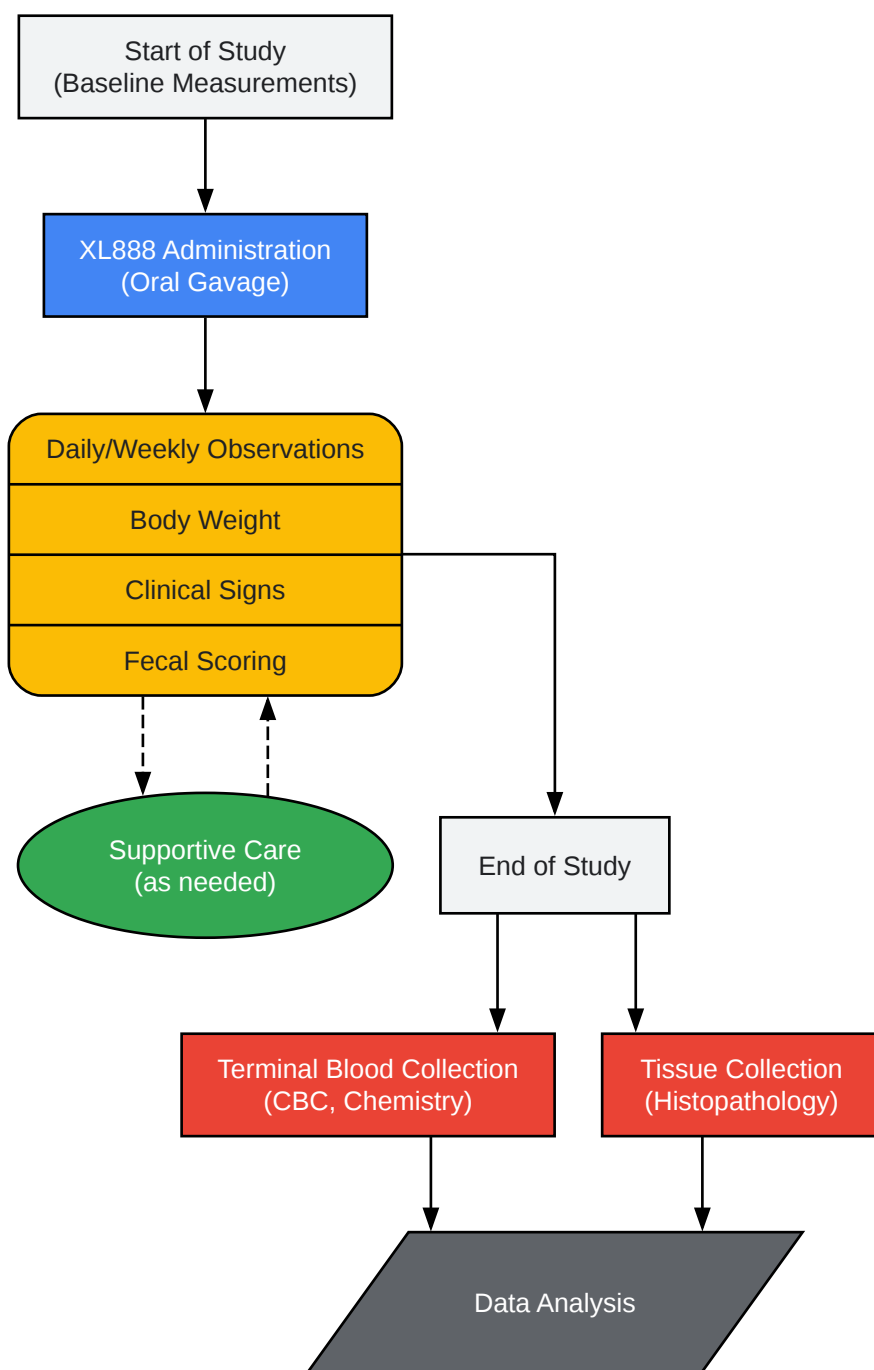 Start of Study
(Baseline Measurements)
XL888 Administration
(Oral Gavage)
Daily/Weekly Observations
Body Weight
Clinical Signs
Fecal Scoring
Supportive Care
(as needed)
End of Study
Terminal Blood Collection
(CBC, Chemistry)
Tissue Collection
(Histopathology)
Data Analysis